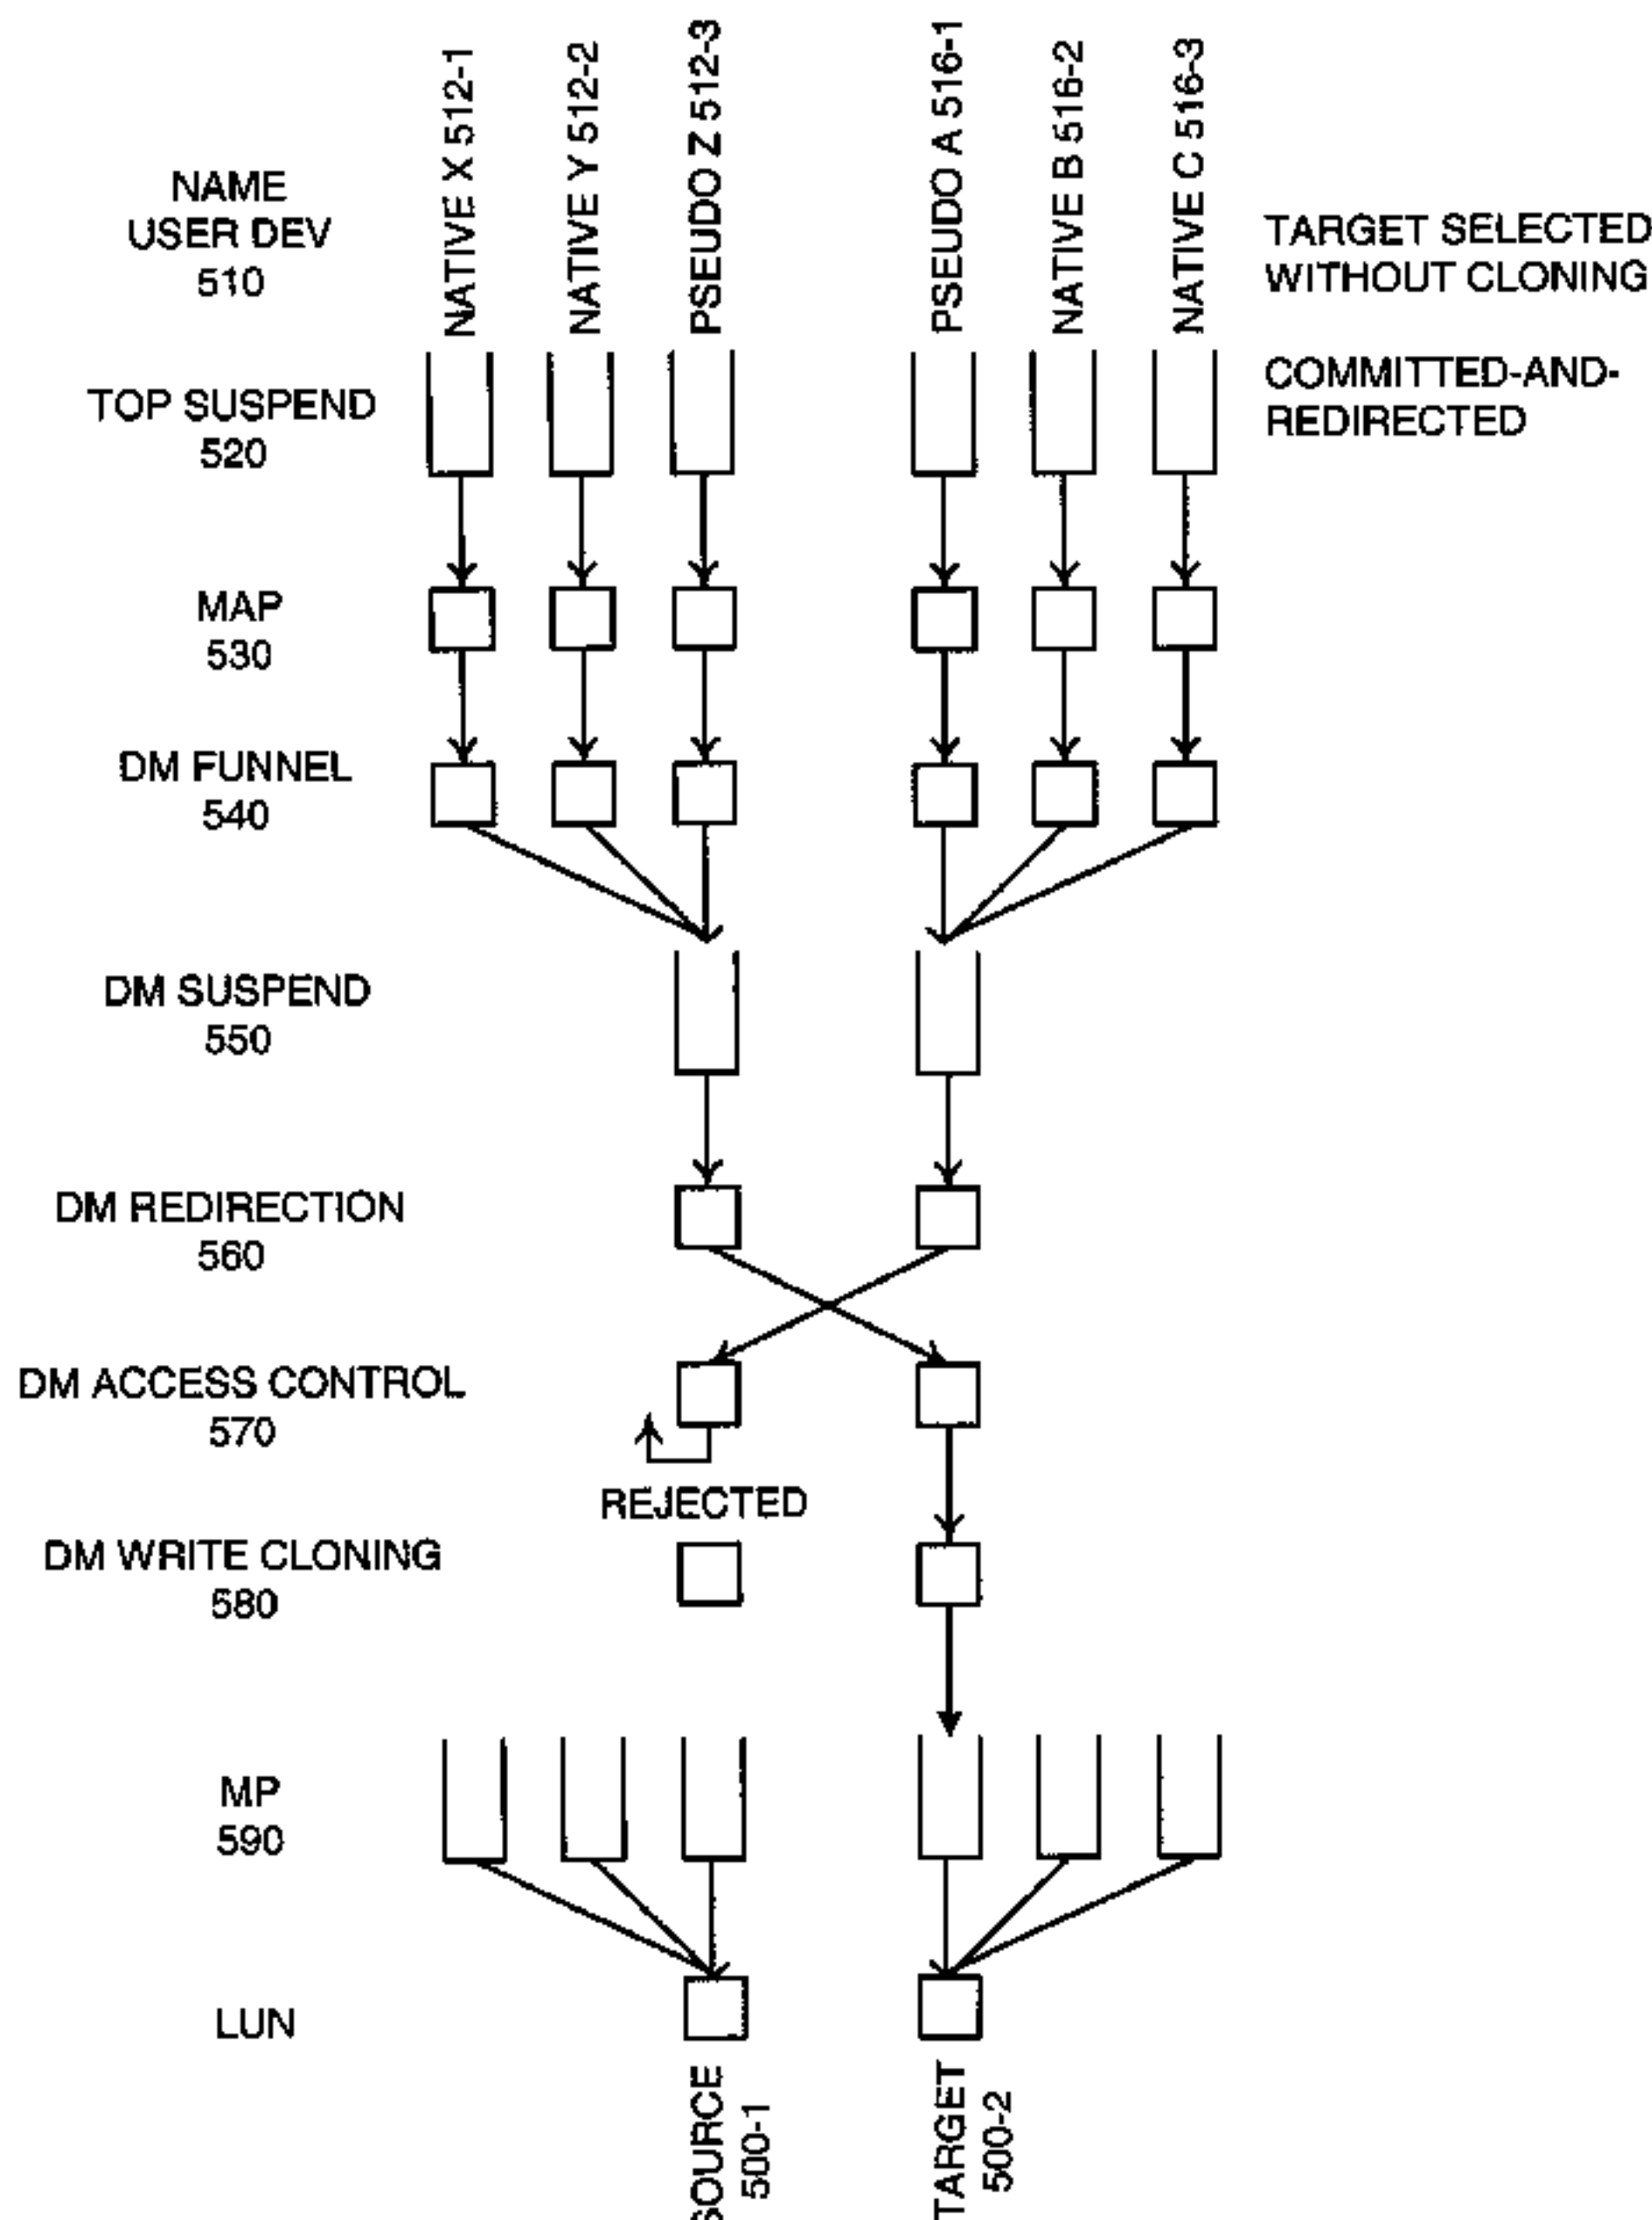 NATIVE X 512-1
NATIVE Y 512-2
PSEUDO Z 512-3
PSEUDO A 516-1
NATIVE B 516-2
NATIVE C 516-3
NAME
USER DEV
510
TARGET SELECTED
WITHOUT CLONING
COMMITTED-AND-
REDIRECTED
TOP SUSPEND
520
MAP
530
DM FUNNEL
540
DM SUSPEND
550
DM REDIRECTION
560
DM ACCESS CONTROL
570
REJECTED
DM WRITE CLONING
580
MP
590
LUN
SOURCE
500-1
TARGET
500-2